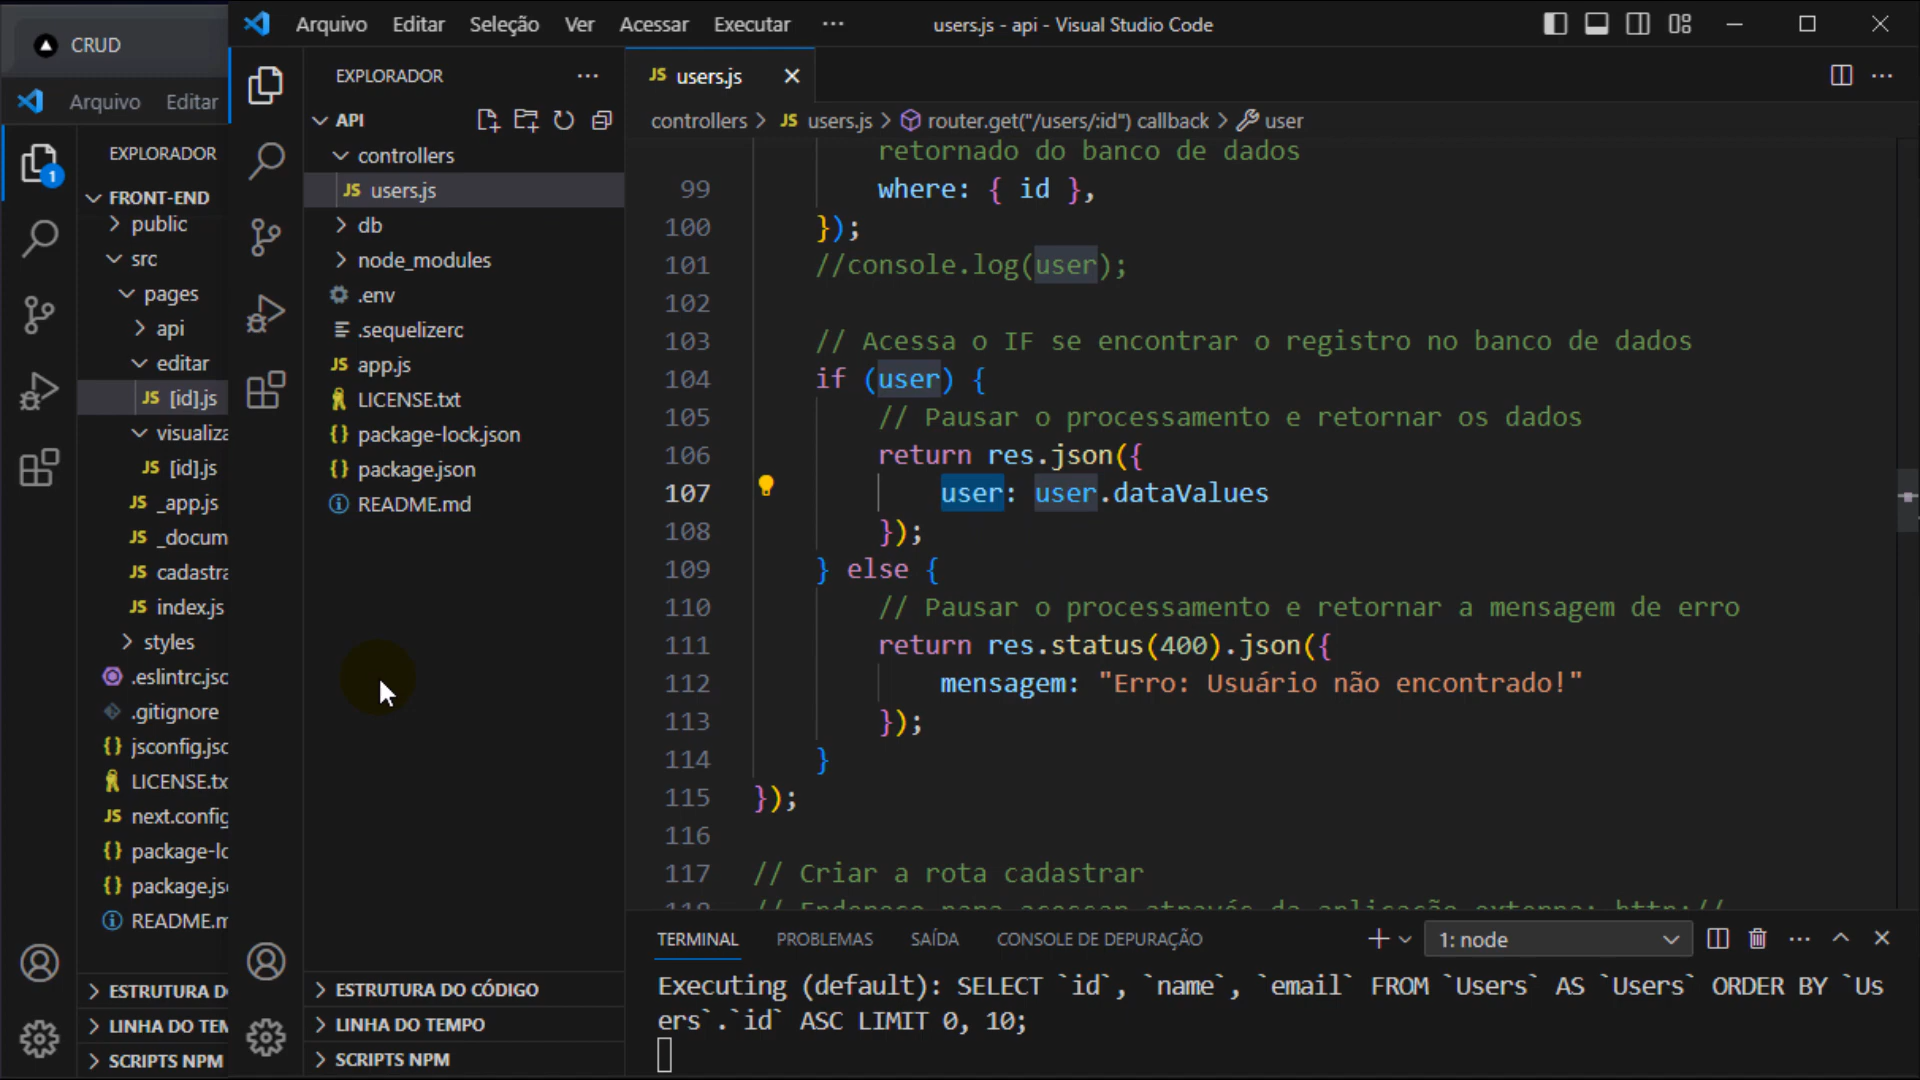 CRUD
Arquivo Editar
EXPLORADOR
1
FRONT-END
public
src
pages
api
editar
JS [id].js
visualiza
JS [id].js
JS _app.js
JS _docum
JS cadastra
JS index.js
styles
.eslintrc.jsc
.gitignore
{} jsconfig.jsc
LICENSE.tx
JS next.config
{} package-lc
{} package.jsc
README.m
ESTRUTURA D
LINHA DO TEM
SCRIPTS NPM
Arquivo Editar Seleção Ver Acessar Executar ···
users.js - api - Visual Studio Code
EXPLORADOR ···
API
controllers
JS users.js
db
node_modules
.env
.sequelizerc
JS app.js
LICENSE.txt
{} package-lock.json
{} package.json
README.md
ESTRUTURA DO CÓDIGO
LINHA DO TEMPO
SCRIPTS NPM
JS users.js
controllers > JS users.js > router.get("/users/:id") callback > user
retornado do banco de dados
99 where: { id },
100 });
101 //console.log(user);
102
103 // Acessa o IF se encontrar o registro no banco de dados
104 if (user) {
105 // Pausar o processamento e retornar os dados
106 return res.json({
107 user: user.dataValues
108 });
109 } else {
110 // Pausar o processamento e retornar a mensagem de erro
111 return res.status(400).json({
112 mensagem: "Erro: Usuário não encontrado!"
113 });
114 }
115 });
116
117 // Criar a rota cadastrar
118 // Endereço para acessar através da aplicação externa: http://
TERMINAL PROBLEMAS SAÍDA CONSOLE DE DEPURAÇÃO
1: node
Executing (default): SELECT `id`, `name`, `email` FROM `Users` AS `Users` ORDER BY `Us
ers`.`id` ASC LIMIT 0, 10;